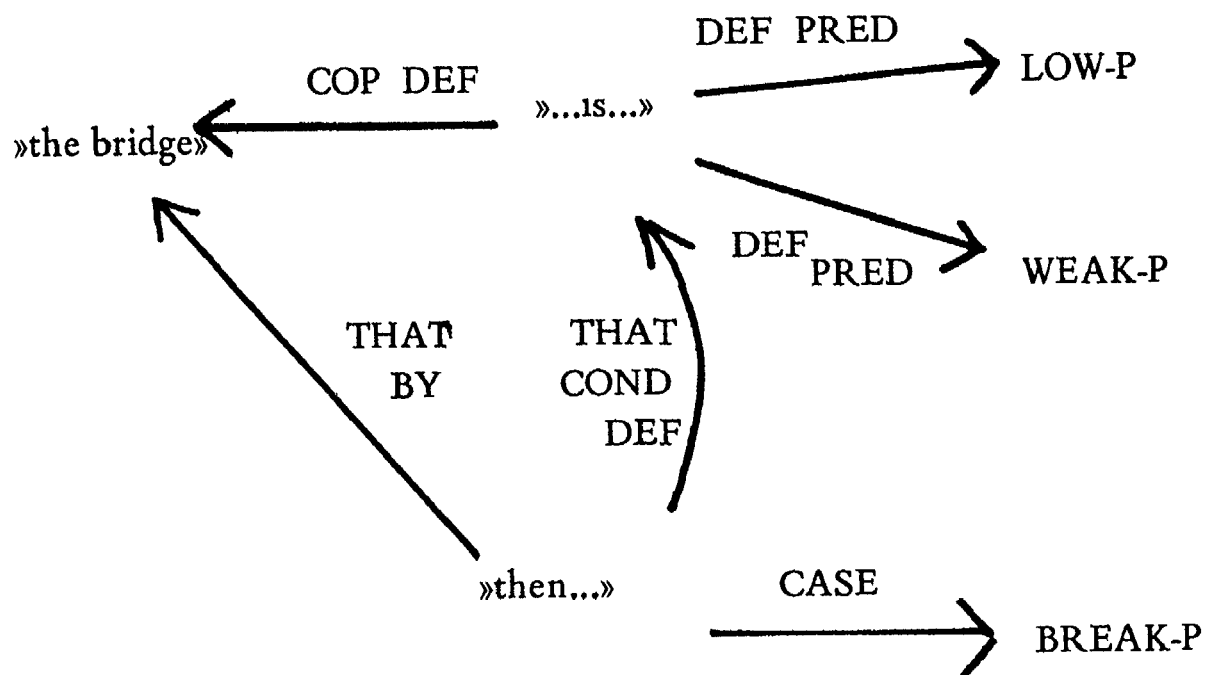 DEF PRED
LOW-P
COP DEF
»...is...»
»the bridge»
DEF
PRED
WEAK-P
THAT
BY
THAT
COND
DEF
»then...»
CASE
BREAK-P